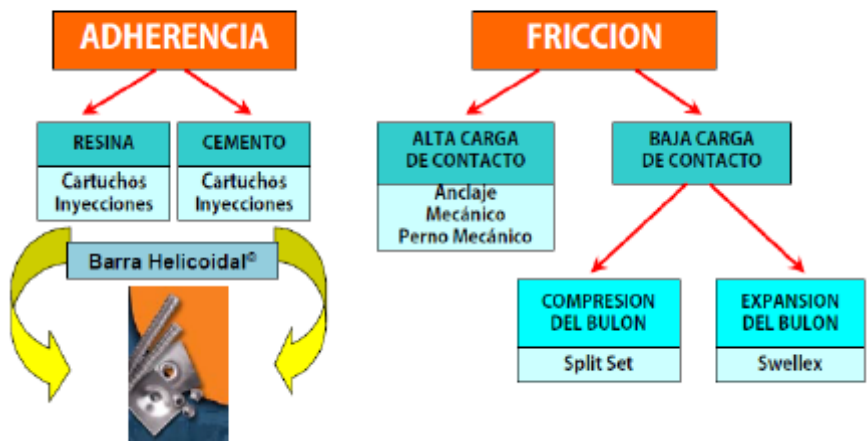 ADHERENCIA
RESINA
Cartuchos
Inyecciones
CEMENTO
Cartuchos
Inyecciones
Barra Helicoidal©
FRICCION
ALTA CARGA
DE CONTACTO
Anclaje
Mecánico
Perno Mecánico
BAJA CARGA
DE CONTACTO
COMPRESION
DEL BULON
Split Set
EXPANSION
DEL BULON
Swellex